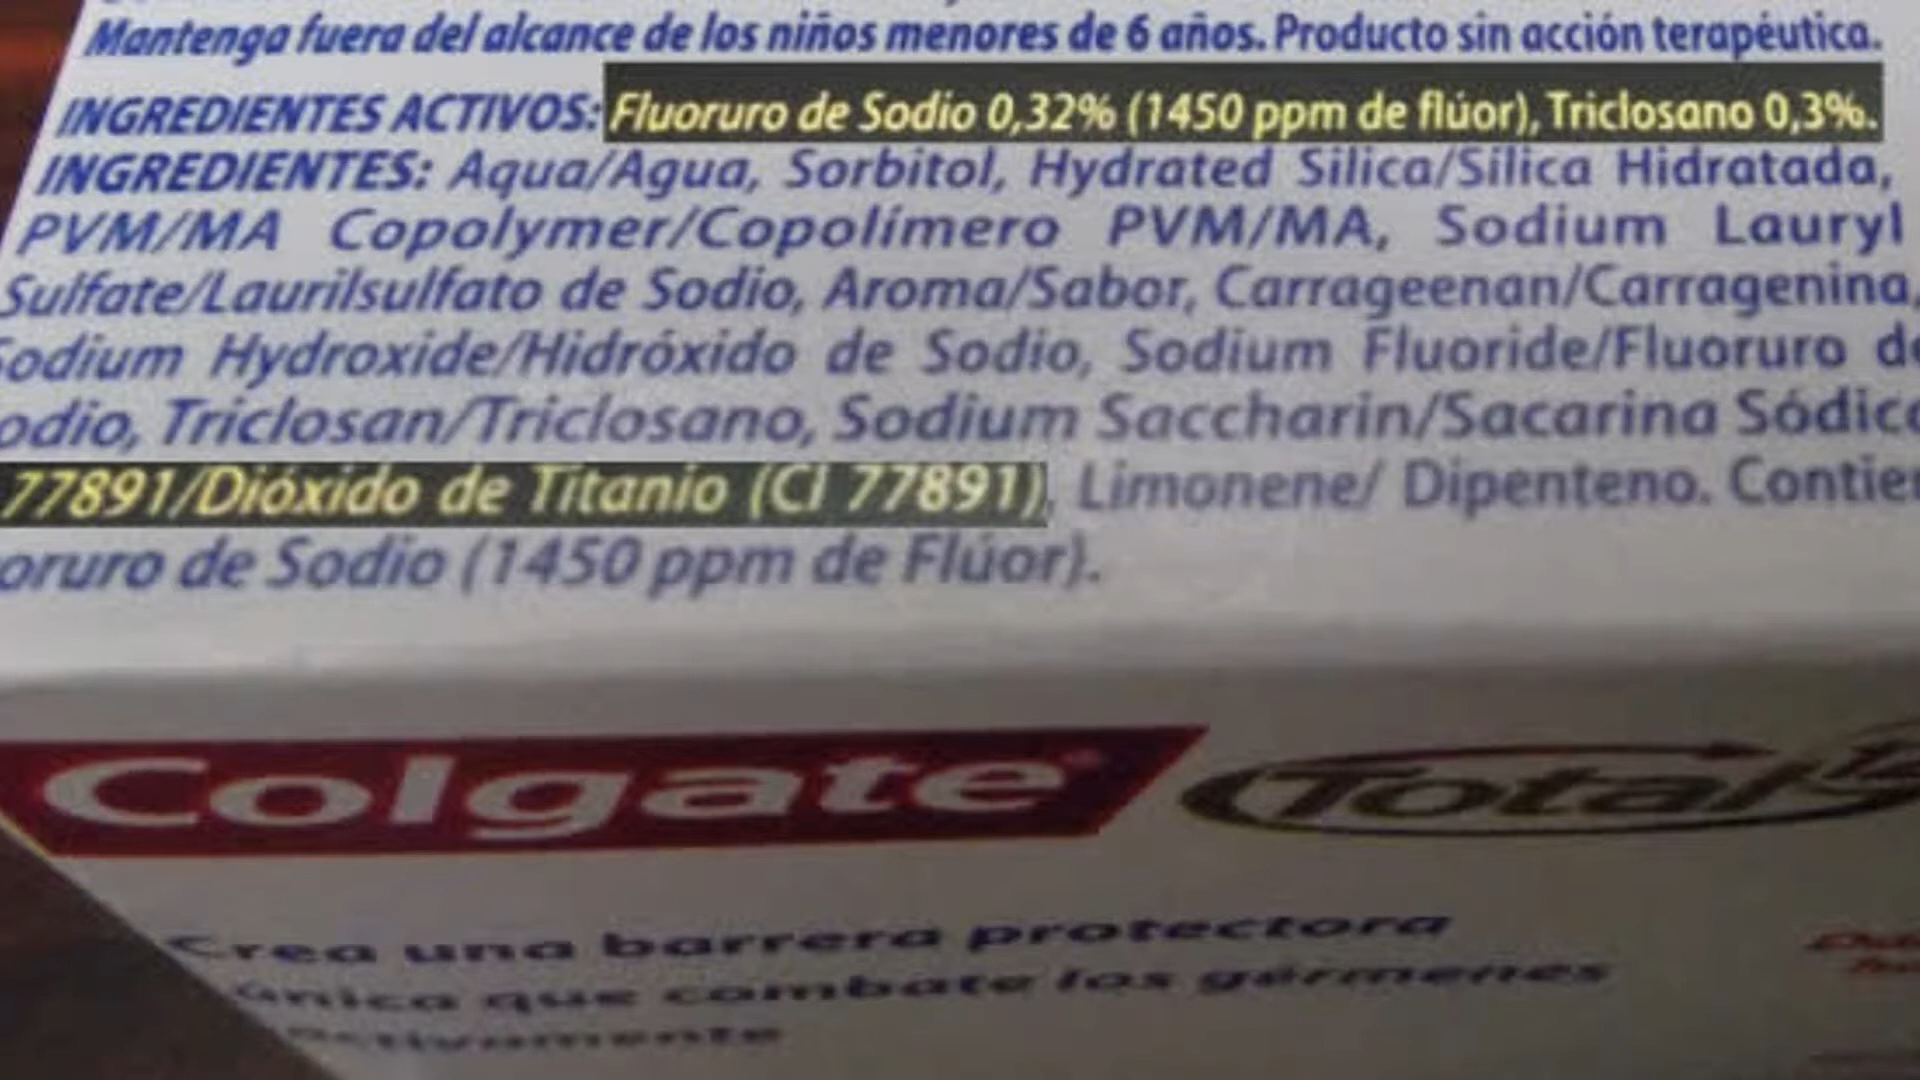 Mantenga fuera del alcance de los niños menores de 6 años. Producto sin acción terapéutica.
INGREDIENTES ACTIVOS: Fluoruro de Sodio 0,32% (1450 ppm de flúor), Triclosano 0,3%.
INGREDIENTES: Aqua/Agua, Sorbitol, Hydrated Silica/Sílica Hidratada,
PVM/MA Copolymer/Copolímero PVM/MA, Sodium Lauryl
Sulfate/Laurilsulfato de Sodio, Aroma/Sabor, Carrageenan/Carragenina,
Sodium Hydroxide/Hidróxido de Sodio, Sodium Fluoride/Fluoruro de
odio, Triclosan/Triclosano, Sodium Saccharin/Sacarina Sódica
77891/Dióxido de Titanio (CI 77891), Limonene/ Dipenteno. Contien
oruro de Sodio (1450 ppm de Flúor).
Colgate Total 12
Crea una barrera protectora
única que combate los gérmenes
activamente